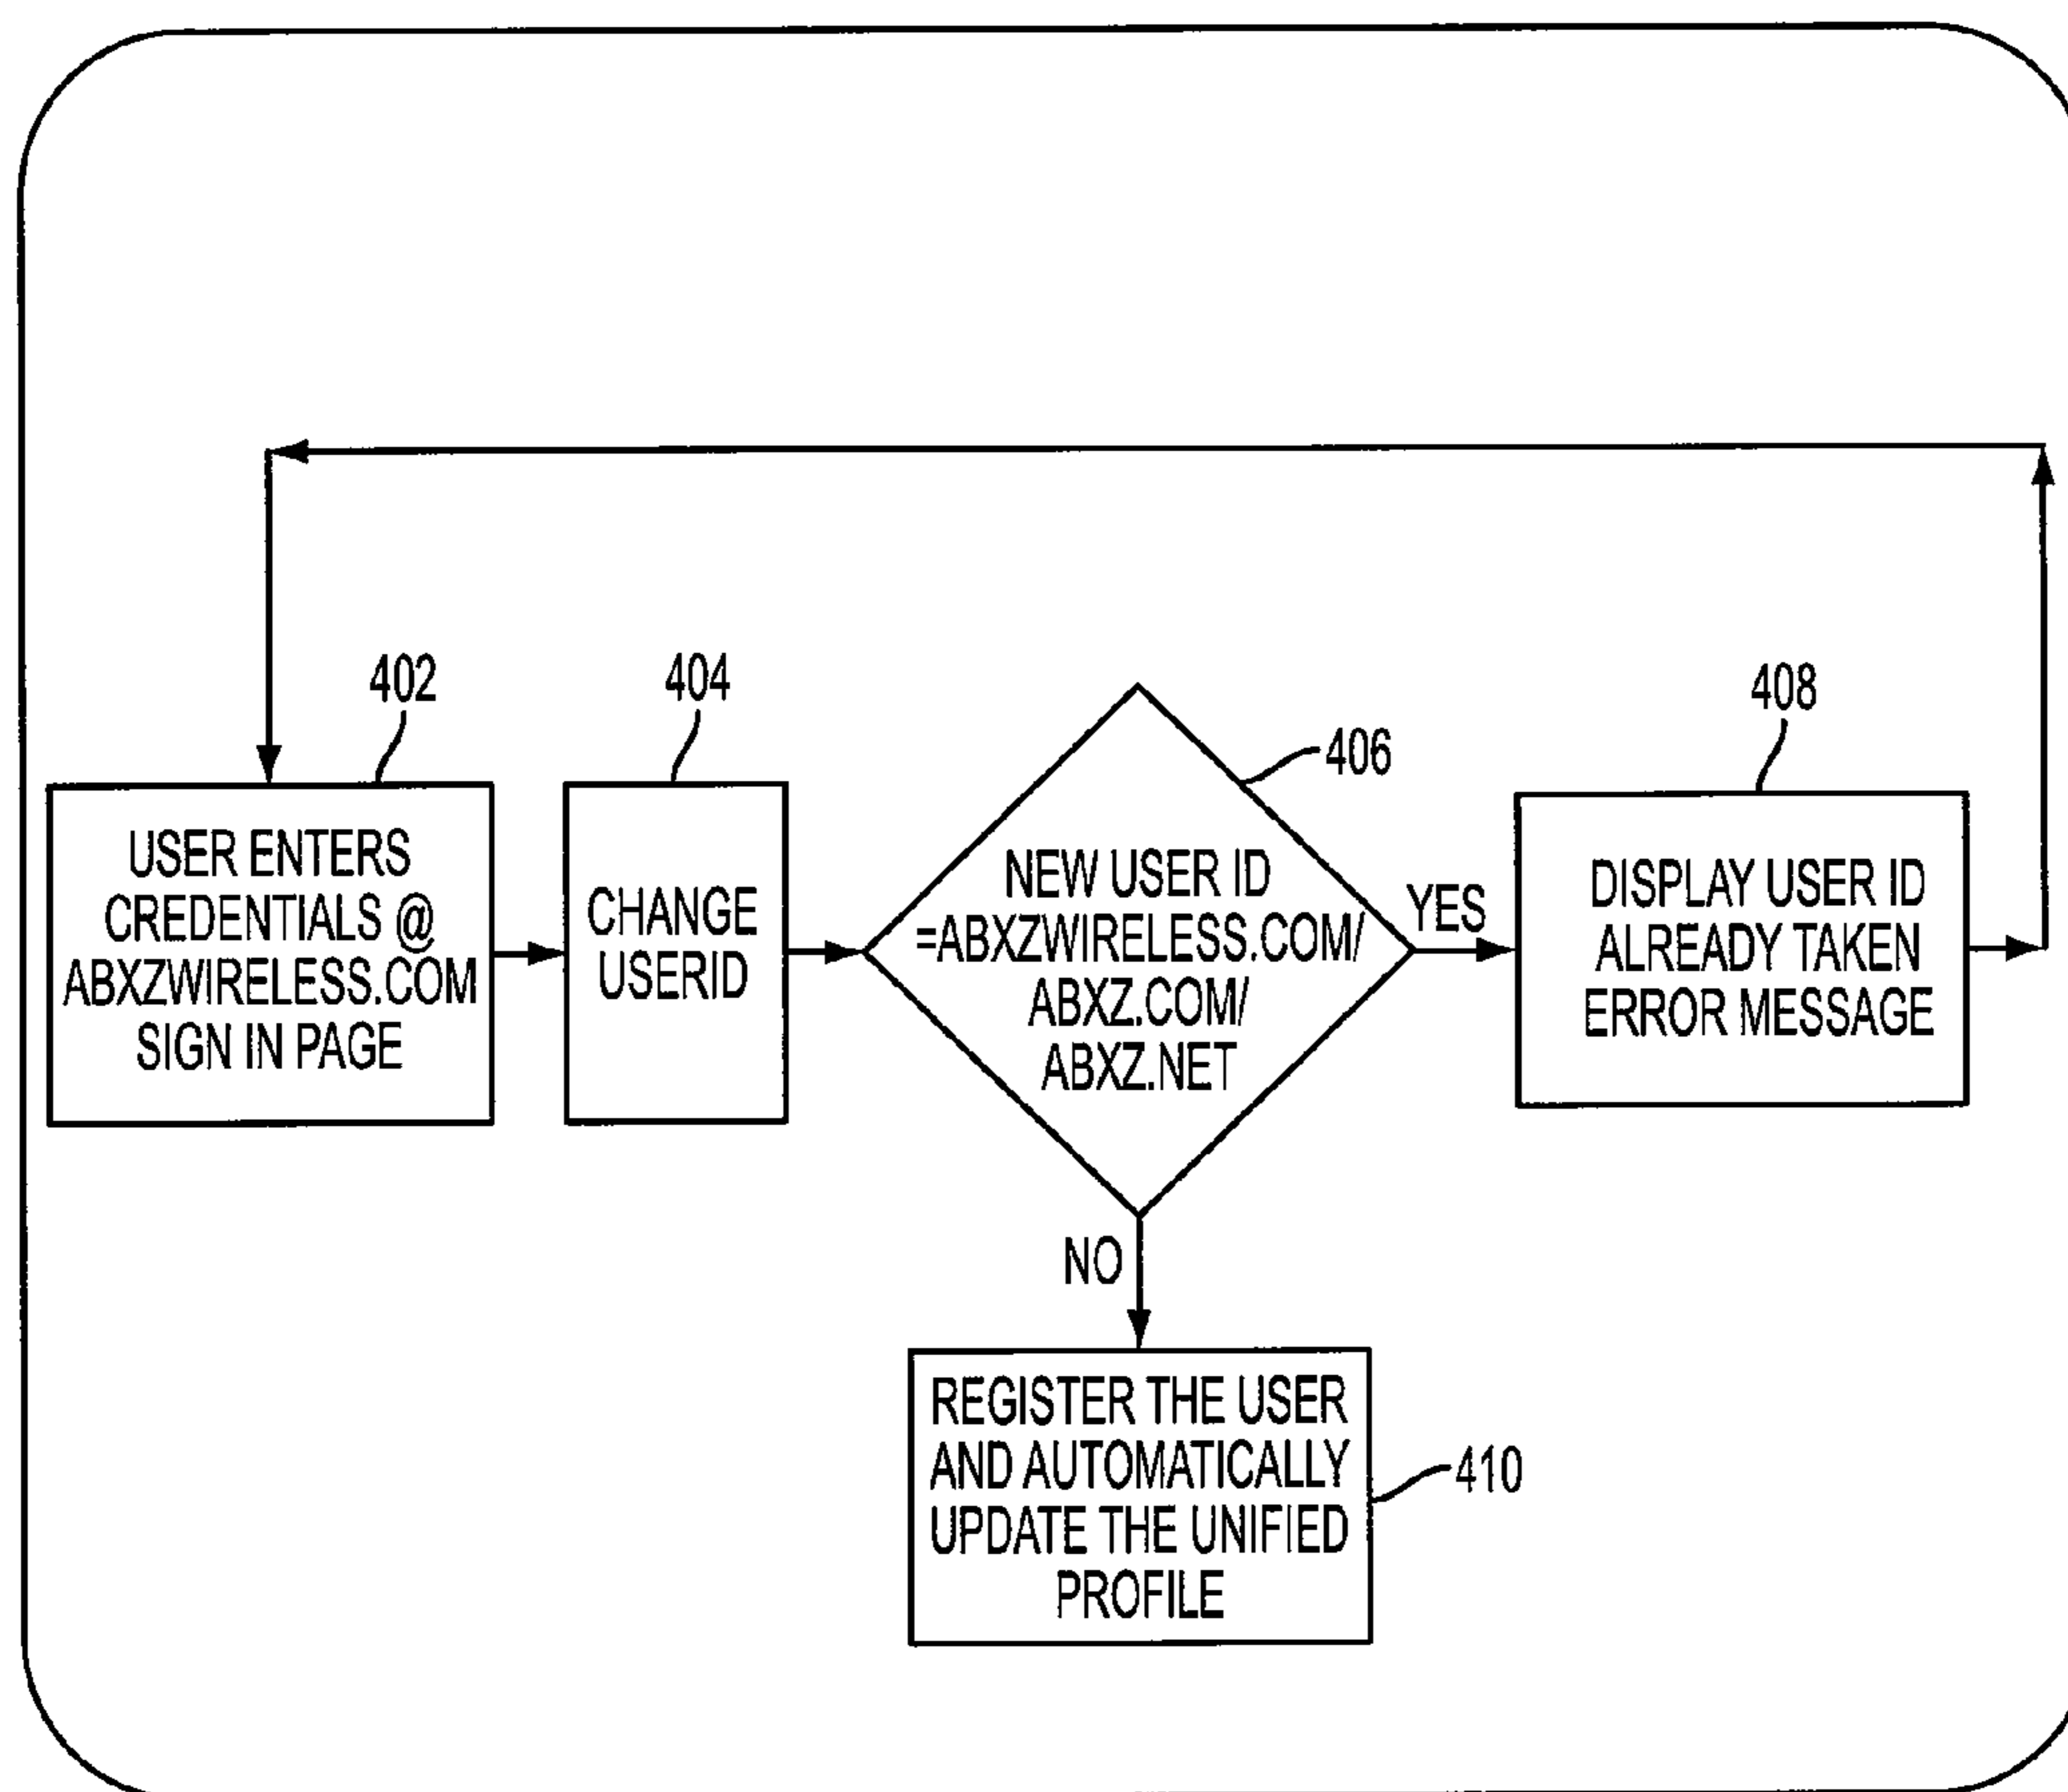 402
404
406
408
USER ENTERS
CREDENTIALS @
ABXZWIRELESS.COM
SIGN IN PAGE
CHANGE
USERID
NEW USER ID
=ABXZWIRELESS.COM/
ABXZ.COM/
ABXZ.NET
YES
DISPLAY USER ID
ALREADY TAKEN
ERROR MESSAGE
NO
REGISTER THE USER
AND AUTOMATICALLY
UPDATE THE UNIFIED
PROFILE
410